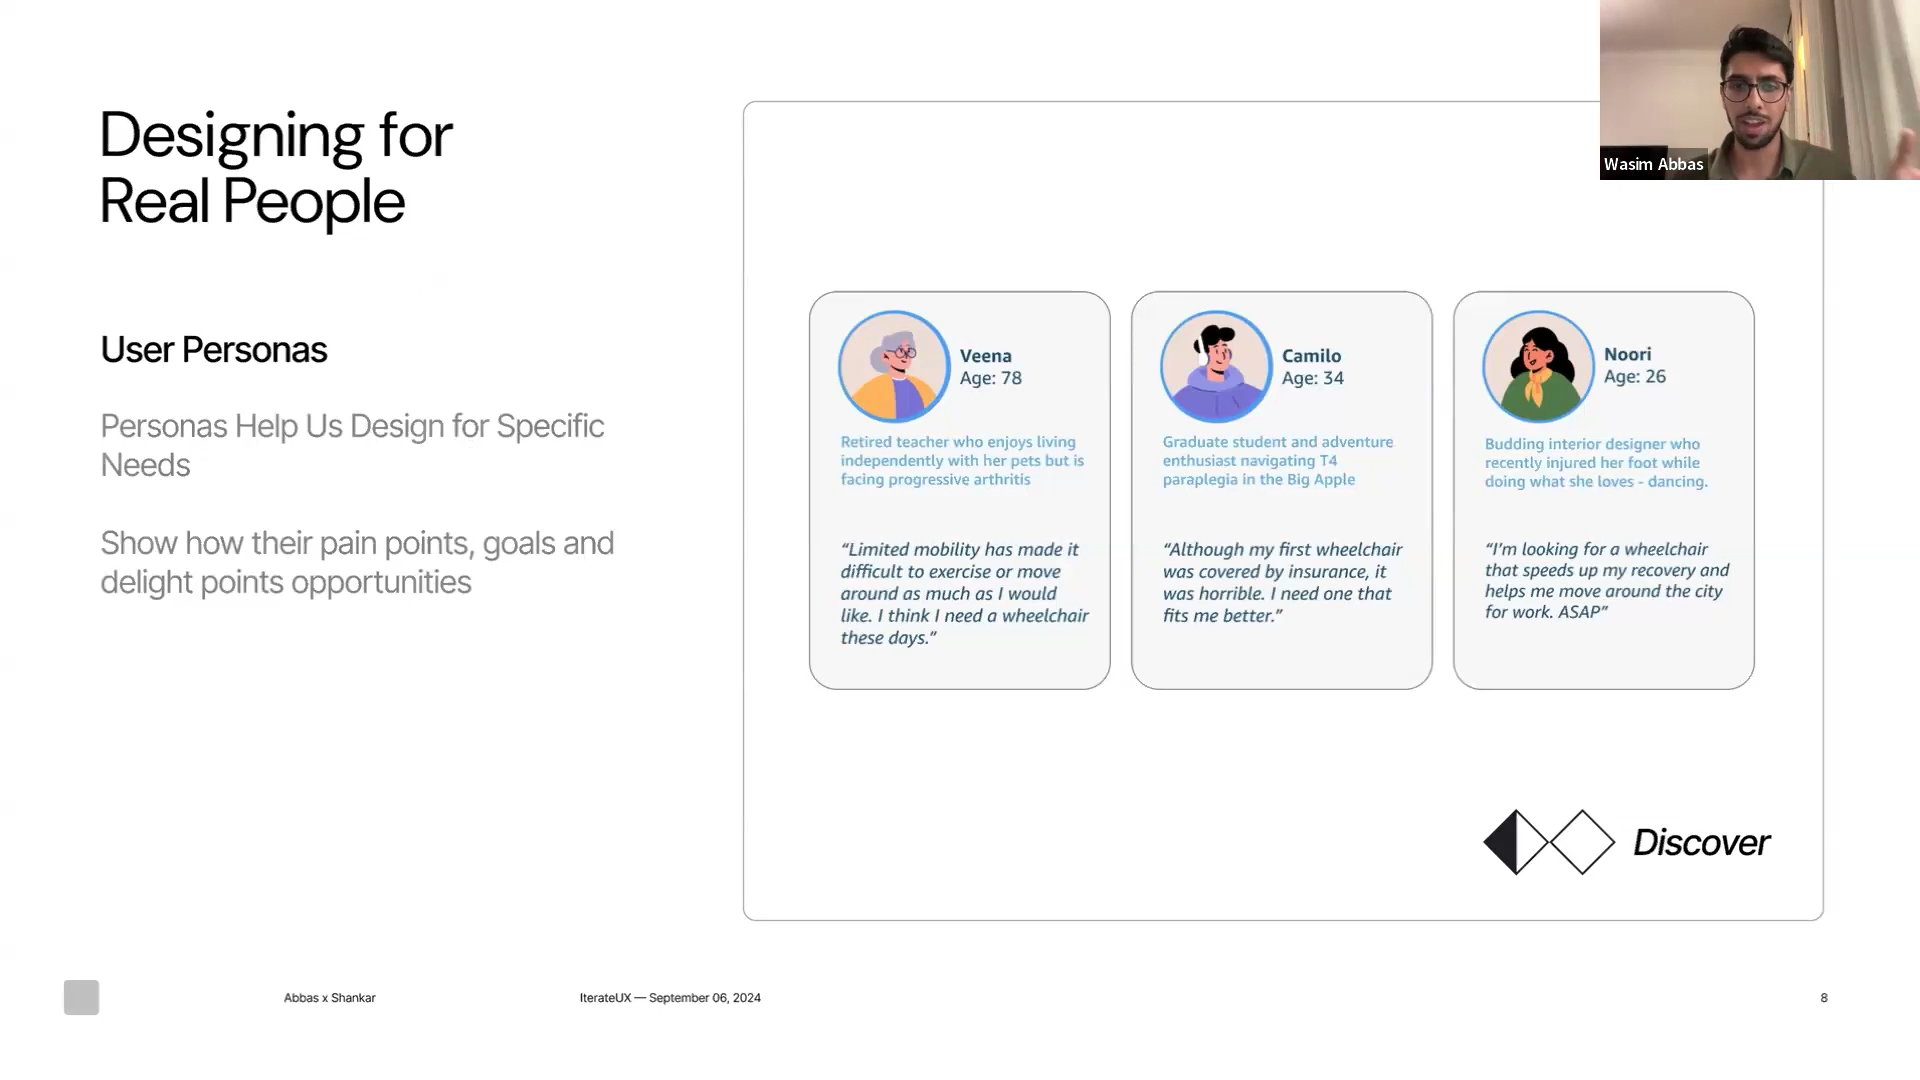 Designing for
Real People
User Personas
Personas Help Us Design for Specific
Needs
Show how their pain points, goals and
delight points opportunities
Wasim Abbas
Veena
Age: 78
Retired teacher who enjoys living
independently with her pets but is
facing progressive arthritis
“Limited mobility has made it
difficult to exercise or move
around as much as I would
like. I think I need a wheelchair
these days.”
Camilo
Age: 34
Graduate student and adventure
enthusiast navigating T4
paraplegia in the Big Apple
“Although my first wheelchair
was covered by insurance, it
was horrible. I need one that
fits me better.”
Noori
Age: 26
Budding interior designer who
recently injured her foot while
doing what she loves - dancing.
“I’m looking for a wheelchair
that speeds up my recovery and
helps me move around the city
for work. ASAP”
Discover
Abbas x Shankar
IterateUX — September 06, 2024
8